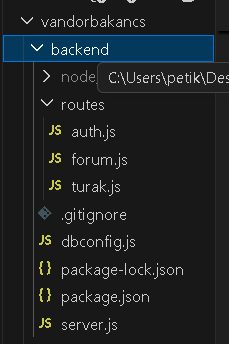 vandorbakancs
backend
node
C:\Users\petik\Des
routes
JS auth.js
JS forum.js
JS turak.js
.gitignore
JS dbconfig.js
{} package-lock.json
{} package.json
JS server.js